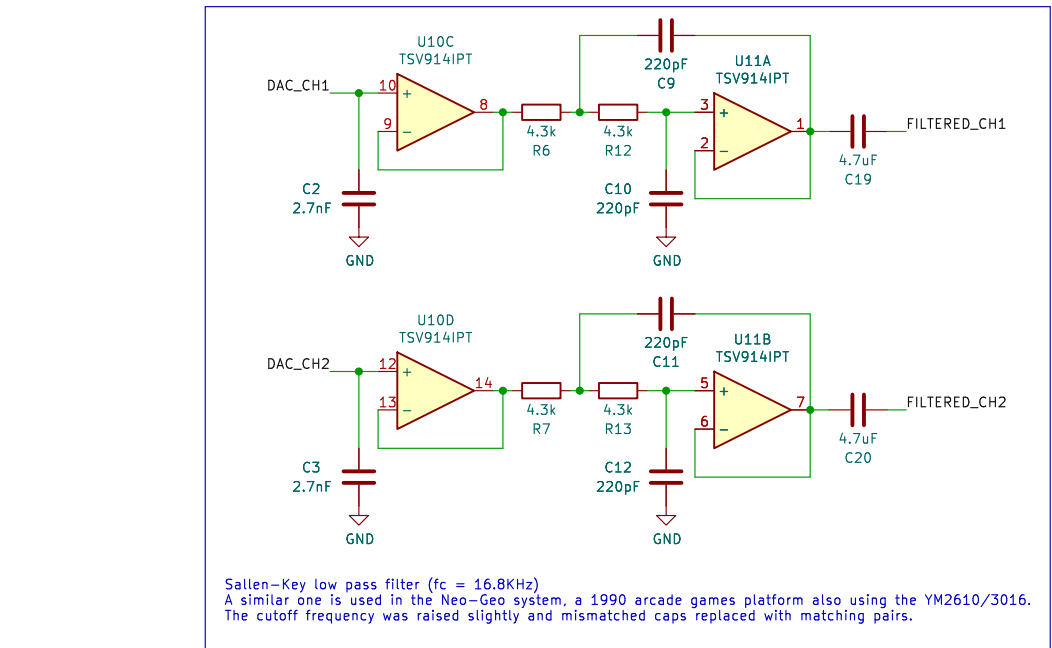 U10C
TSV914IPT
DAC_CH1
10
+
9
−
8
C2
2.7nF
GND
4.3k
R6
4.3k
R12
220pF
C9
U11A
TSV914IPT
3
+
2
−
1
C10
220pF
GND
4.7uF
C19
FILTERED_CH1
U10D
TSV914IPT
DAC_CH2
12
+
13
−
14
C3
2.7nF
GND
4.3k
R7
4.3k
R13
220pF
C11
U11B
TSV914IPT
5
+
6
−
7
C12
220pF
GND
4.7uF
C20
FILTERED_CH2
Sallen-Key low pass filter (fc = 16.8KHz)
A similar one is used in the Neo-Geo system, a 1990 arcade games platform also using the YM2610/3016.
The cutoff frequency was raised slightly and mismatched caps replaced with matching pairs.